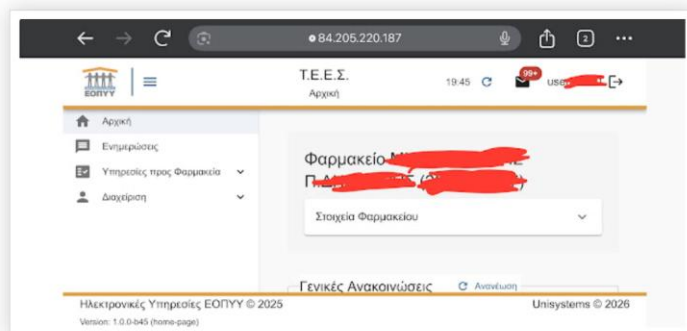 84.205.220.187
2
ΕΟΠΥΥ
Τ.Ε.Ε.Σ.
Αρχική
19:45
99+
use
Αρχική
Ενημερώσεις
Υπηρεσίες προς Φαρμακεία
Διαχείριση
Φαρμακείο
Στοιχεία Φαρμακείου
Γενικές Ανακοινώσεις
Ανανέωση
Ηλεκτρονικές Υπηρεσίες ΕΟΠΥΥ © 2025
Unisystems © 2026
Version: 1.0.0-b45 (home-page)